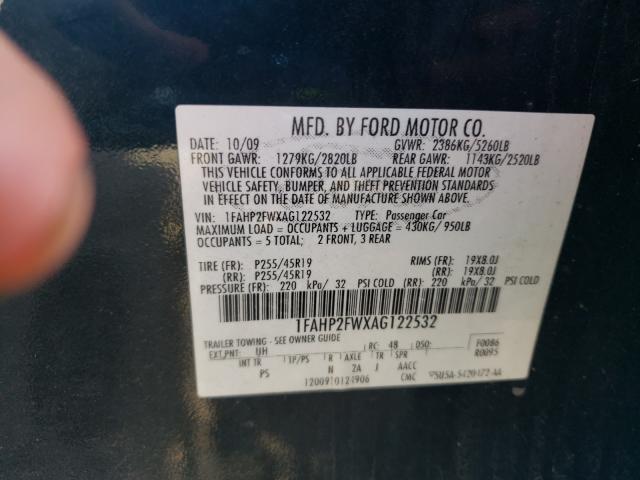 MFD. BY FORD MOTOR CO.
DATE: 10/09 GVWR: 2386KG/5260LB
FRONT GAWR: 1279KG/2820LB REAR GAWR: 1143KG/2520LB
THIS VEHICLE CONFORMS TO ALL APPLICABLE FEDERAL MOTOR
VEHICLE SAFETY, BUMPER, AND THEFT PREVENTION STANDARDS
IN EFFECT ON THE DATE OF MANUFACTURE SHOWN ABOVE.
VIN: 1FAHP2FWXAG122532 TYPE: Passenger Car
MAXIMUM LOAD = OCCUPANTS + LUGGAGE = 430KG/ 950LB
OCCUPANTS = 5 TOTAL; 2 FRONT, 3 REAR
TIRE (FR): P255/45R19 RIMS (FR): 19X8.0J
(RR): P255/45R19 (RR): 19X8.0J
PRESSURE (FR): 220 kPa/ 32 PSI COLD (RR): 220 kPa/ 32 PSI COLD
1FAHP2FWXAG122532
TRAILER TOWING - SEE OWNER GUIDE
EXT.PNT: UH RC: 48 DSO: F0086
R0095
INT TR TP/PS R AXLE TR SPR
PS N 2A J AACC
CMC